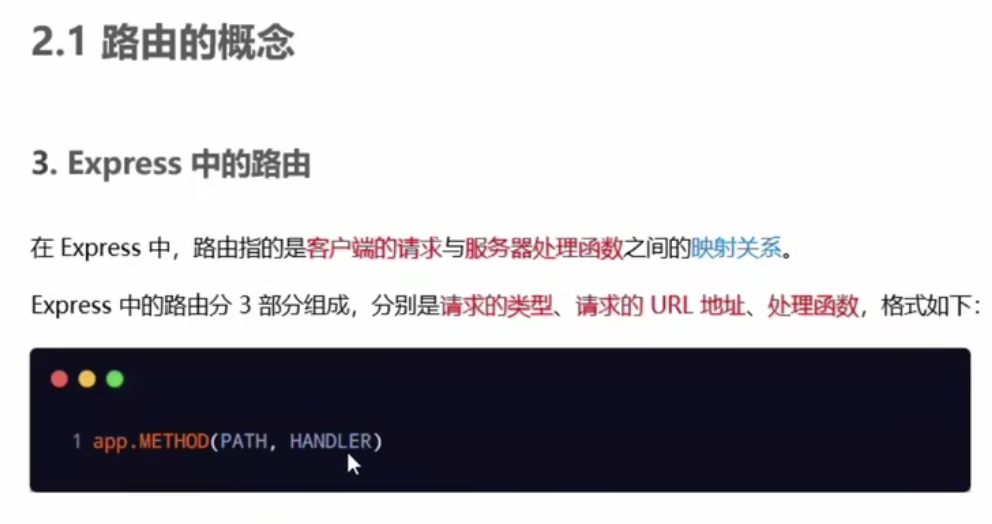 2.1 路由的概念
3. Express 中的路由
在 Express 中，路由指的是客户端的请求与服务器处理函数之间的映射关系。
Express 中的路由分 3 部分组成，分别是请求的类型、请求的 URL 地址、处理函数，格式如下：
1 app.METHOD(PATH, HANDLER)